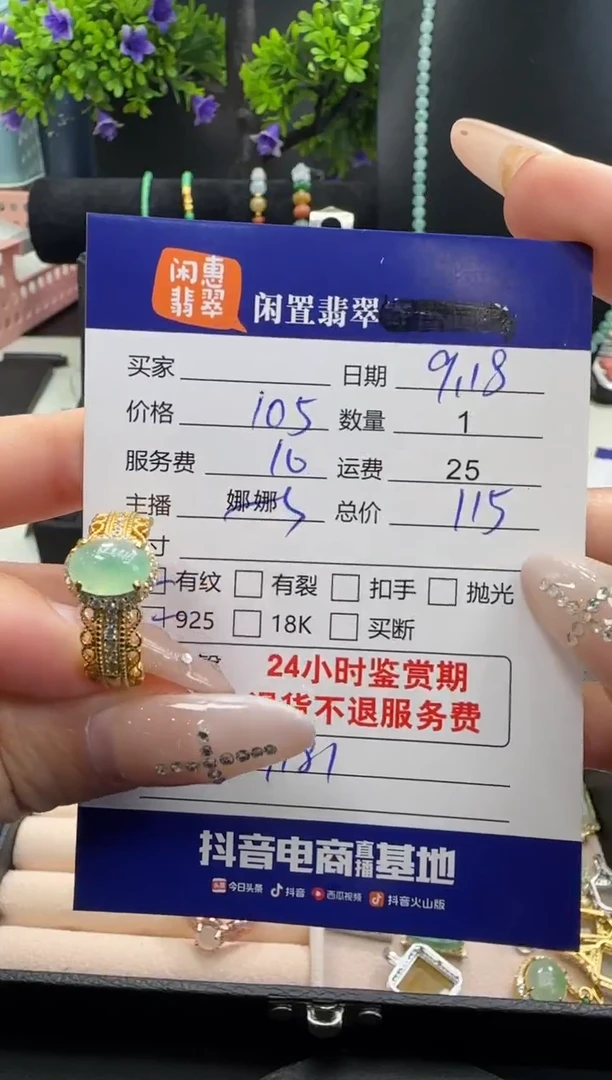 闲惠
翡翠
闲置翡翠
买家 日期 9.18
价格 105 数量 1
服务费 10 运费 25
主播 娜娜 总价 115
寸
有纹 有裂 扣手 抛光
925 18K 买断
24小时鉴赏期
退货不退服务费
抖音电商直播基地
头条 今日头条 抖音 西瓜视频 抖音火山版